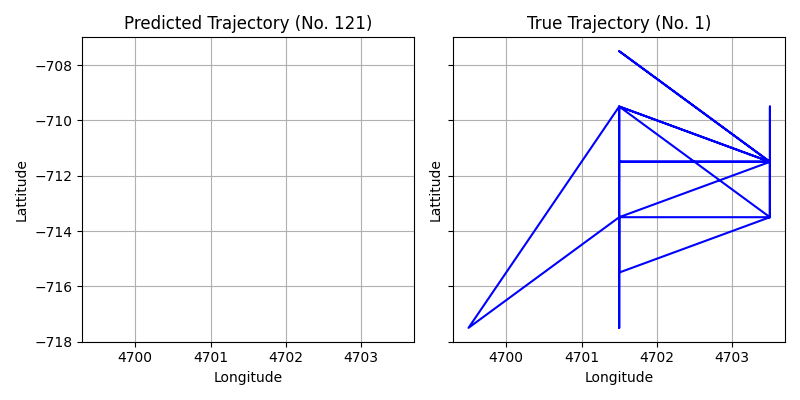 Predicted Trajectory (No. 121)
Lattitude
−708
−710
−712
−714
−716
−718
4700
4701
4702
4703
Longitude
True Trajectory (No. 1)
Lattitude
4700
4701
4702
4703
Longitude